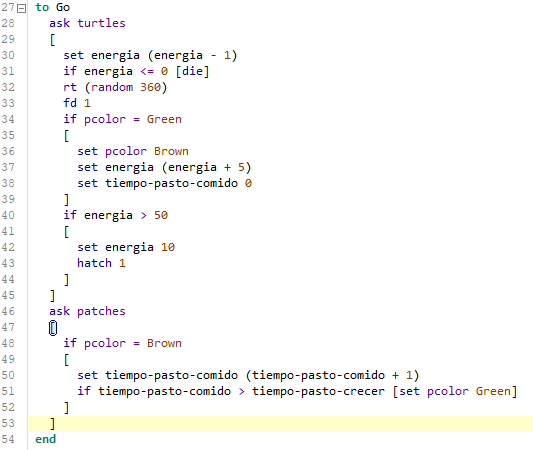 27 to Go
28 ask turtles
29 [
30 set energia (energia - 1)
31 if energia <= 0 [die]
32 rt (random 360)
33 fd 1
34 if pcolor = Green
35 [
36 set pcolor Brown
37 set energia (energia + 5)
38 set tiempo-pasto-comido 0
39 ]
40 if energia > 50
41 [
42 set energia 10
43 hatch 1
44 ]
45 ]
46 ask patches
47 [
48 if pcolor = Brown
49 [
50 set tiempo-pasto-comido (tiempo-pasto-comido + 1)
51 if tiempo-pasto-comido > tiempo-pasto-crecer [set pcolor Green]
52 ]
53 ]
54 end